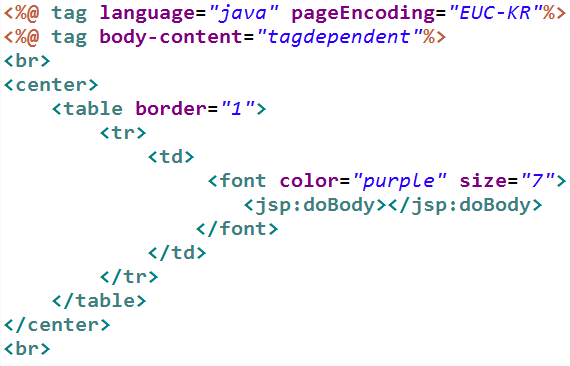 <%@ tag language="java" pageEncoding="EUC-KR"%>
<%@ tag body-content="tagdependent"%>
<br>
<center>
    <table border="1">
        <tr>
            <td>
                 <font color="purple" size="7">
                    <jsp:doBody></jsp:doBody>
                </font>
            </td>
        </tr>
    </table>
</center>
<br>